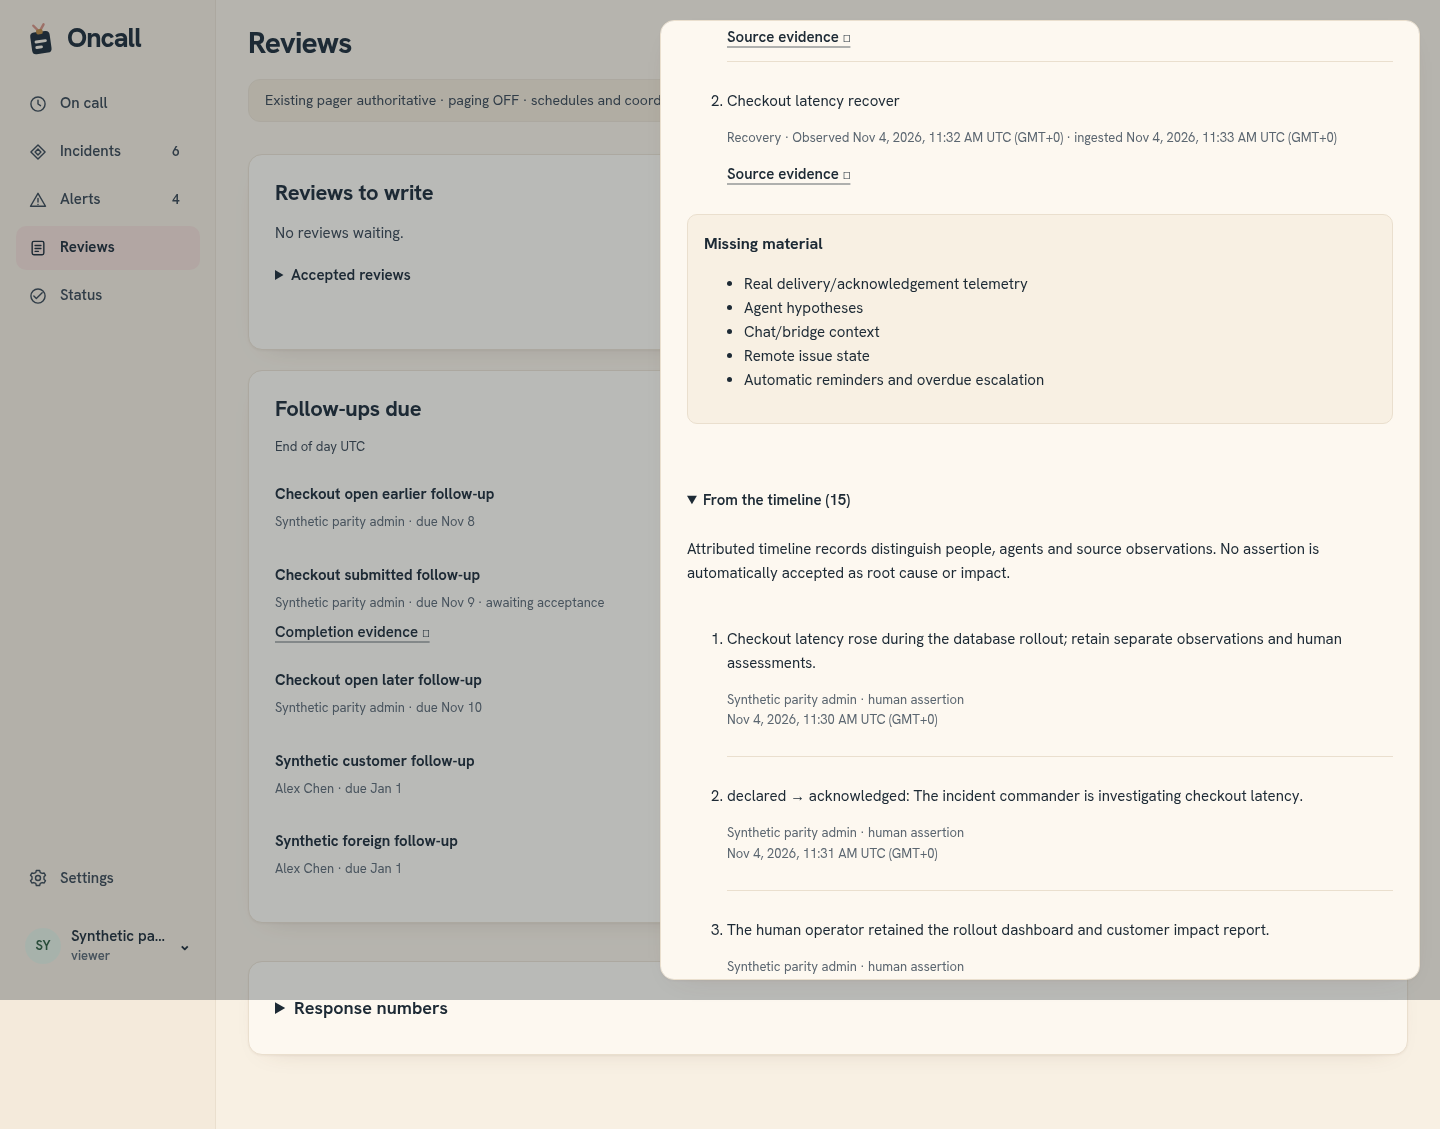 Oncall
On call
Incidents 6
Alerts 4
Reviews
Status
Settings
SY
Synthetic pa...
viewer
Reviews
Existing pager authoritative · paging OFF · schedules and coord
Reviews to write
No reviews waiting.
Accepted reviews
Follow-ups due
End of day UTC
Checkout open earlier follow-up
Synthetic parity admin · due Nov 8
Checkout submitted follow-up
Synthetic parity admin · due Nov 9 · awaiting acceptance
Completion evidence
Checkout open later follow-up
Synthetic parity admin · due Nov 10
Synthetic customer follow-up
Alex Chen · due Jan 1
Synthetic foreign follow-up
Alex Chen · due Jan 1
Response numbers
Source evidence
2. Checkout latency recover
Recovery · Observed Nov 4, 2026, 11:32 AM UTC (GMT+0) · ingested Nov 4, 2026, 11:33 AM UTC (GMT+0)
Source evidence
Missing material
• Real delivery/acknowledgement telemetry
• Agent hypotheses
• Chat/bridge context
• Remote issue state
• Automatic reminders and overdue escalation
From the timeline (15)
Attributed timeline records distinguish people, agents and source observations. No assertion is
automatically accepted as root cause or impact.
1. Checkout latency rose during the database rollout; retain separate observations and human
assessments.
Synthetic parity admin · human assertion
Nov 4, 2026, 11:30 AM UTC (GMT+0)
2. declared → acknowledged: The incident commander is investigating checkout latency.
Synthetic parity admin · human assertion
Nov 4, 2026, 11:31 AM UTC (GMT+0)
3. The human operator retained the rollout dashboard and customer impact report.
Synthetic parity admin · human assertion